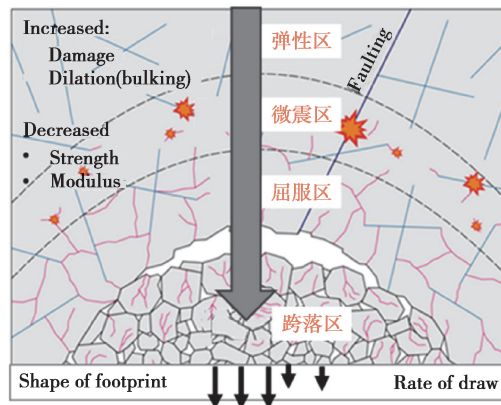 Increased:
Damage
Dilation(bulking)
Decreased
• Strength
• Modulus
弹性区
微震区
屈服区
跨落区
Faulting
Shape of footprint
Rate of draw